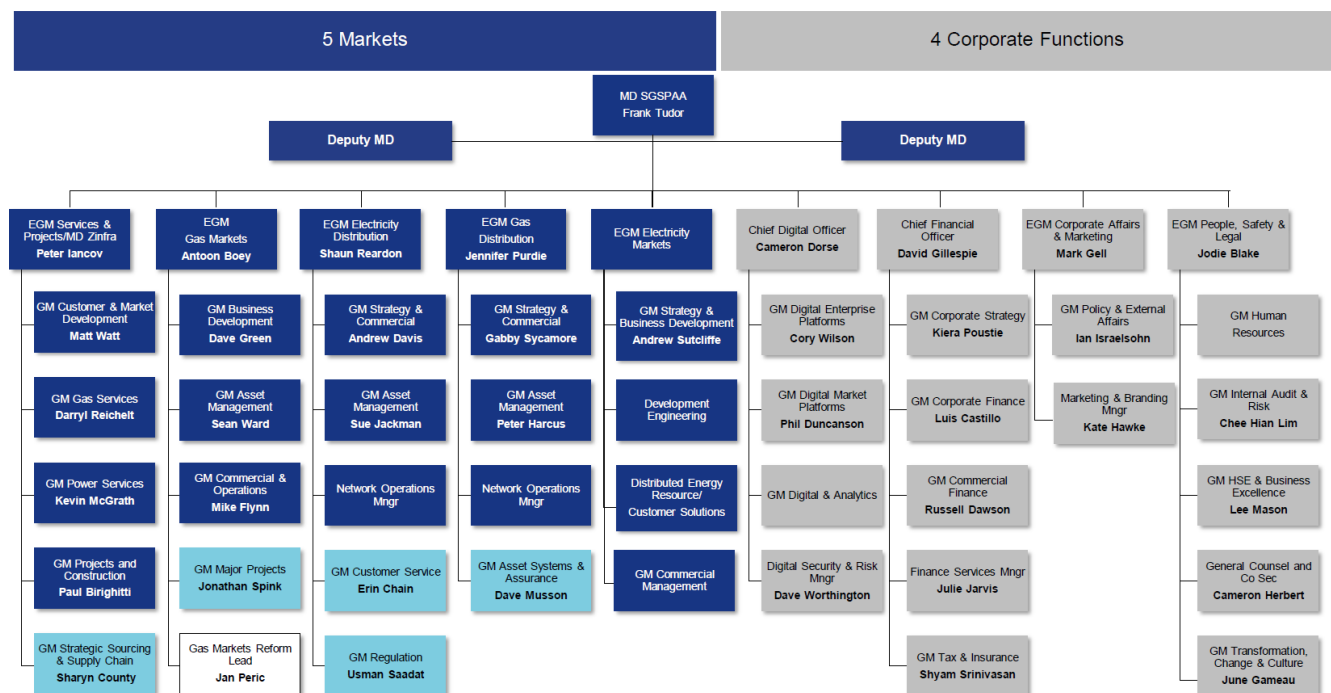 5 Markets
4 Corporate Functions
MD SGSPAA
Frank Tudor
Deputy MD
Deputy MD
EGM Services &
Projects/MD Zinfra
Peter Iancov
EGM
Gas Markets
Antoon Boey
EGM Electricity
Distribution
Shaun Reardon
EGM Gas
Distribution
Jennifer Purdie
EGM Electricity
Markets
Chief Digital Officer
Cameron Dorse
Chief Financial
Officer
David Gillespie
EGM Corporate Affairs
& Marketing
Mark Gell
EGM People, Safety &
Legal
Jodie Blake
GM Customer & Market
Development
Matt Watt
GM Business
Development
Dave Green
GM Strategy &
Commercial
Andrew Davis
GM Strategy &
Commercial
Gabby Sycamore
GM Strategy &
Business Development
Andrew Sutcliffe
GM Digital Enterprise
Platforms
Cory Wilson
GM Corporate Strategy
Kiera Poustie
GM Policy & External
Affairs
Ian Israelsohn
GM Human
Resources
GM Gas Services
Darryl Reichelt
GM Asset
Management
Sean Ward
GM Asset
Management
Sue Jackman
GM Asset
Management
Peter Harcus
Development
Engineering
GM Digital Market
Platforms
Phil Duncanson
GM Corporate Finance
Luis Castillo
Marketing & Branding
Mngr
Kate Hawke
GM Internal Audit &
Risk
Chee Hian Lim
GM Power Services
Kevin McGrath
GM Commercial &
Operations
Mike Flynn
Network Operations
Mngr
Network Operations
Mngr
Distributed Energy
Resource/
Customer Solutions
GM Digital & Analytics
GM Commercial
Finance
Russell Dawson
GM HSE & Business
Excellence
Lee Mason
GM Projects and
Construction
Paul Birighitti
GM Major Projects
Jonathan Spink
GM Customer Service
Erin Chain
GM Asset Systems &
Assurance
Dave Musson
GM Commercial
Management
Digital Security & Risk
Mngr
Dave Worthington
Finance Services Mngr
Julie Jarvis
General Counsel and
Co Sec
Cameron Herbert
GM Strategic Sourcing
& Supply Chain
Sharyn County
Gas Markets Reform
Lead
Jan Peric
GM Regulation
Usman Saadat
GM Tax & Insurance
Shyam Srinivasan
GM Transformation,
Change & Culture
June Gameau